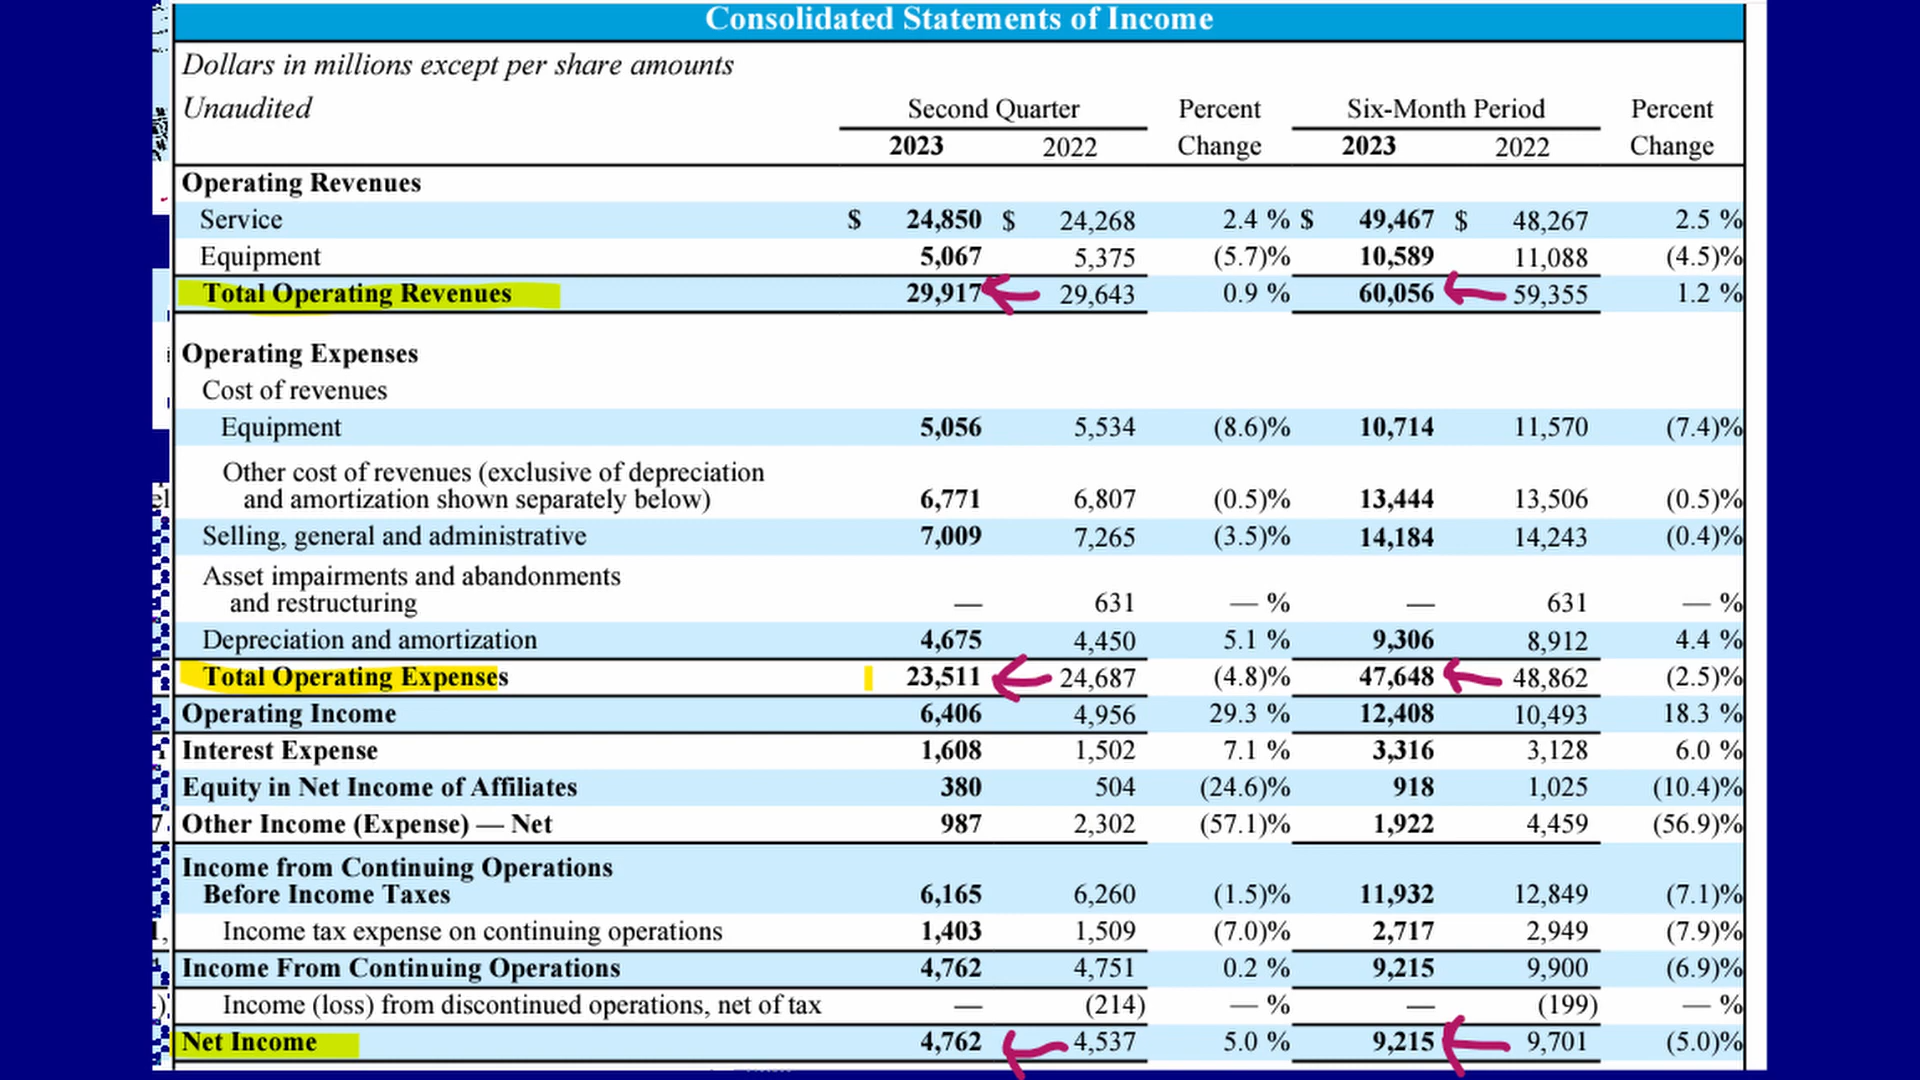 Consolidated Statements of Income
Dollars in millions except per share amounts
Unaudited Second Quarter Percent Six-Month Period Percent
2023 2022 Change 2023 2022 Change
Operating Revenues
Service $ 24,850 $ 24,268 2.4 % $ 49,467 $ 48,267 2.5 %
Equipment 5,067 5,375 (5.7)% 10,589 11,088 (4.5)%
Total Operating Revenues 29,917 29,643 0.9 % 60,056 59,355 1.2 %
Operating Expenses
Cost of revenues
Equipment 5,056 5,534 (8.6)% 10,714 11,570 (7.4)%
Other cost of revenues (exclusive of depreciation
and amortization shown separately below) 6,771 6,807 (0.5)% 13,444 13,506 (0.5)%
Selling, general and administrative 7,009 7,265 (3.5)% 14,184 14,243 (0.4)%
Asset impairments and abandonments
and restructuring — 631 — % — 631 — %
Depreciation and amortization 4,675 4,450 5.1 % 9,306 8,912 4.4 %
Total Operating Expenses 23,511 24,687 (4.8)% 47,648 48,862 (2.5)%
Operating Income 6,406 4,956 29.3 % 12,408 10,493 18.3 %
Interest Expense 1,608 1,502 7.1 % 3,316 3,128 6.0 %
Equity in Net Income of Affiliates 380 504 (24.6)% 918 1,025 (10.4)%
Other Income (Expense) — Net 987 2,302 (57.1)% 1,922 4,459 (56.9)%
Income from Continuing Operations
Before Income Taxes 6,165 6,260 (1.5)% 11,932 12,849 (7.1)%
Income tax expense on continuing operations 1,403 1,509 (7.0)% 2,717 2,949 (7.9)%
Income From Continuing Operations 4,762 4,751 0.2 % 9,215 9,900 (6.9)%
Income (loss) from discontinued operations, net of tax — (214) — % — (199) — %
Net Income 4,762 4,537 5.0 % 9,215 9,701 (5.0)%